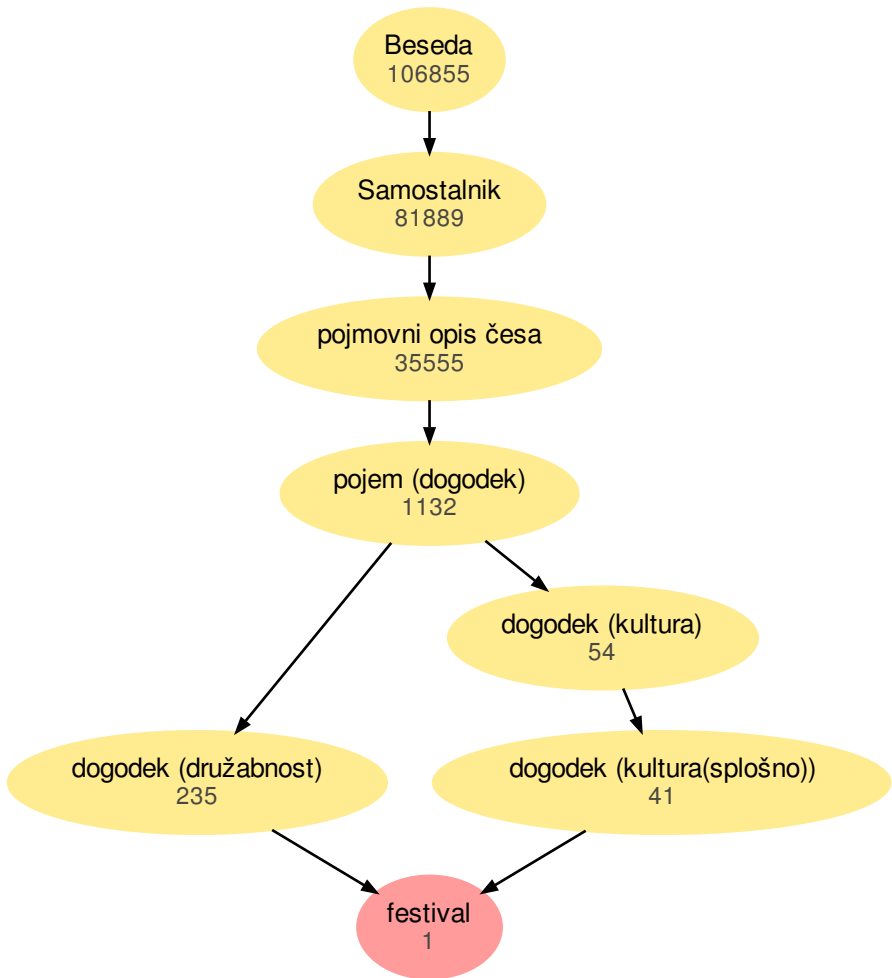 Beseda
106855
Samostalnik
81889
pojmovni opis česa
35555
pojem (dogodek)
1132
dogodek (kultura)
54
dogodek (družabnost)
235
dogodek (kultura(splošno))
41
festival
1